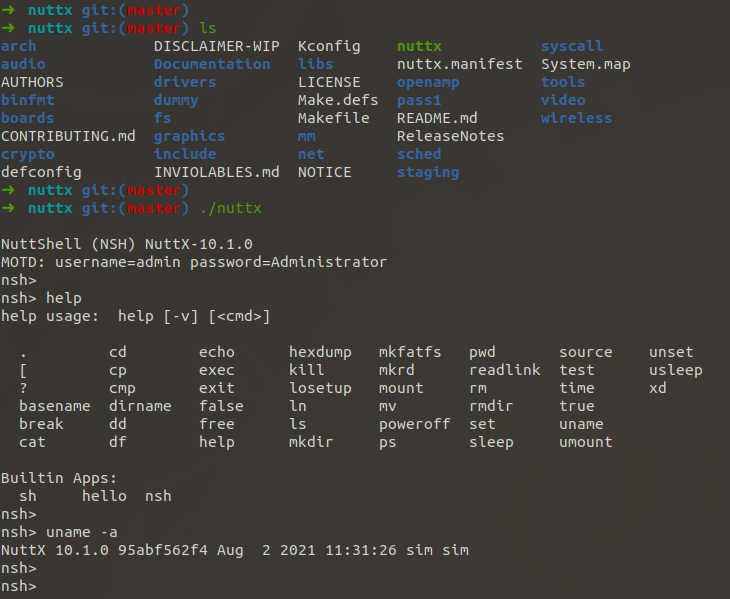 ➜ nuttx git:(master)
➜ nuttx git:(master) ls
arch DISCLAIMER-WIP Kconfig nuttx syscall
audio Documentation libs nuttx.manifest System.map
AUTHORS drivers LICENSE openamp tools
binfmt dummy Make.defs pass1 video
boards fs Makefile README.md wireless
CONTRIBUTING.md graphics mm ReleaseNotes
crypto include net sched
defconfig INVIOLABLES.md NOTICE staging
➜ nuttx git:(master)
➜ nuttx git:(master) ./nuttx
NuttShell (NSH) NuttX-10.1.0
MOTD: username=admin password=Administrator
nsh>
nsh> help
help usage:  help [-v] [<cmd>]
. cd echo hexdump mkfatfs pwd source unset
[ cp exec kill mkrd readlink test usleep
? cmp exit losetup mount rm time xd
basename dirname false ln mv rmdir true
break dd free ls poweroff set uname
cat df help mkdir ps sleep umount
Builtin Apps:
sh hello nsh
nsh>
nsh> uname -a
NuttX 10.1.0 95abf562f4 Aug  2 2021 11:31:26 sim sim
nsh>
nsh>